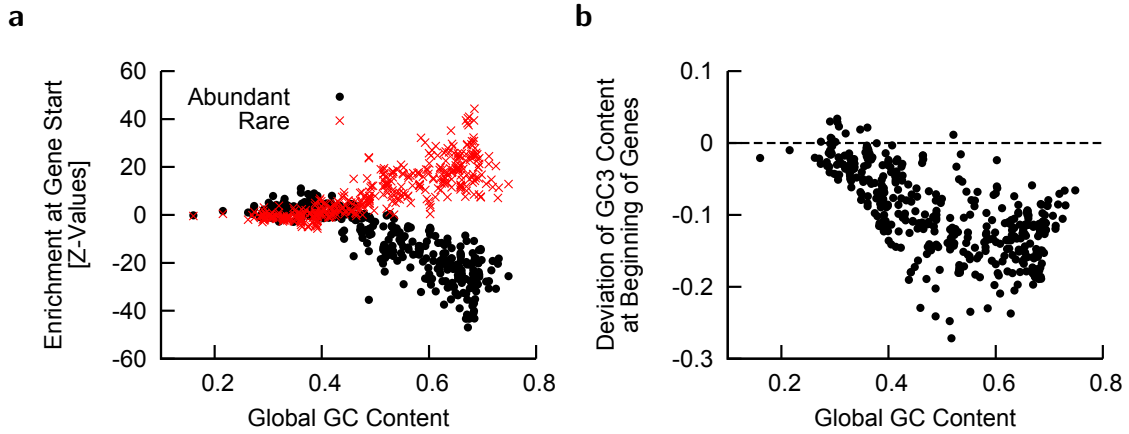 a
Enrichment at Gene Start
[Z-Values]
60
40
20
0
-20
-40
-60
Abundant
Rare
0.2
0.4
0.6
0.8
Global GC Content
b
Deviation of GC3 Content
at Beginning of Genes
0.1
0
-0.1
-0.2
-0.3
0.2
0.4
0.6
0.8
Global GC Content